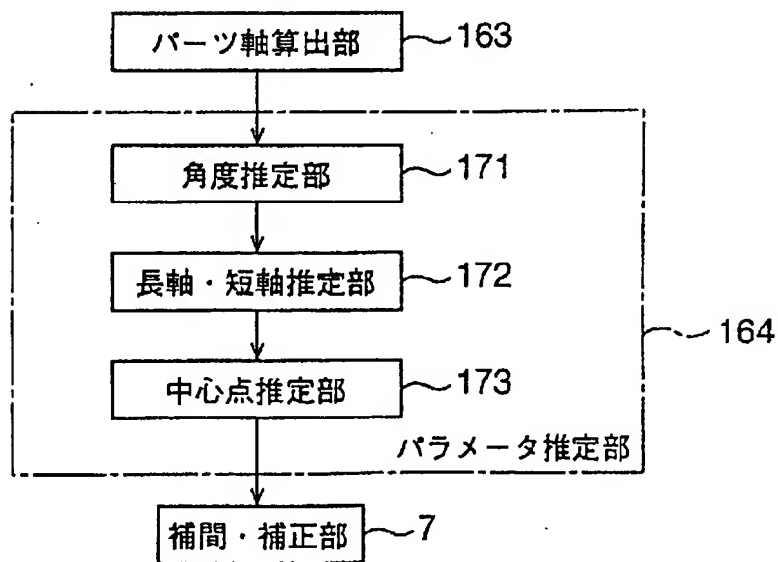 パーツ軸算出部 163
角度推定部 171
長軸・短軸推定部 172
164
中心点推定部 173
パラメータ推定部
補間・補正部 7